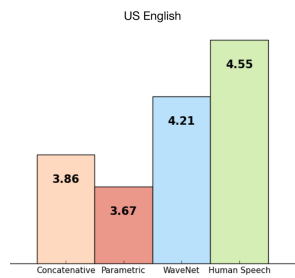 US English
4.55
4.21
3.86
3.67
Concatenative Parametric WaveNet Human Speech